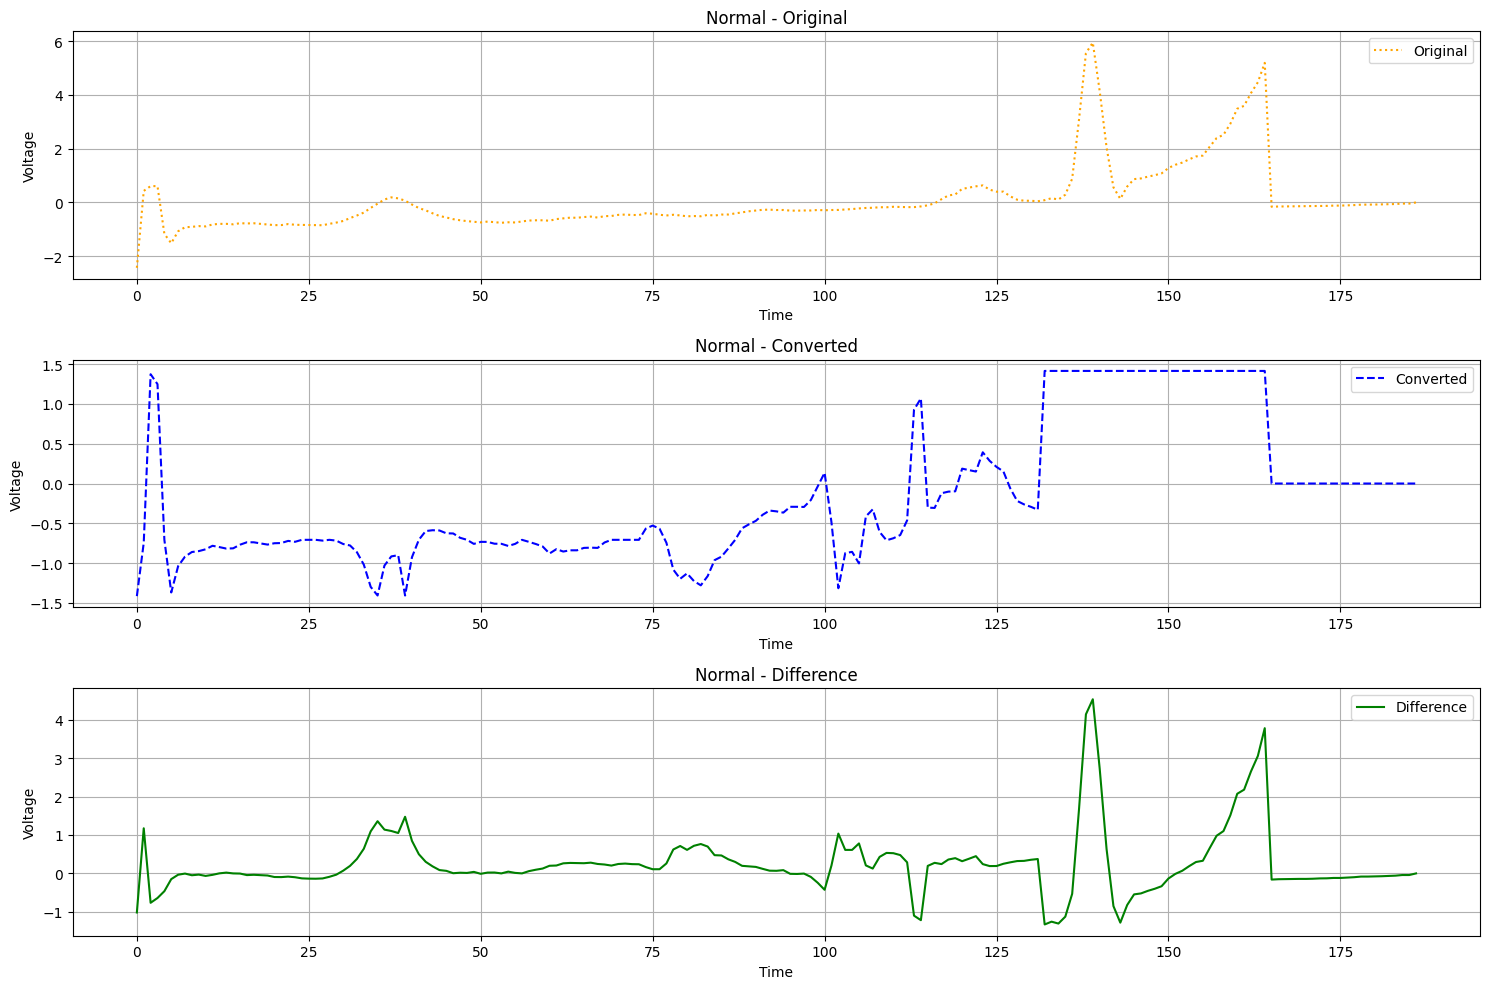 Normal - Original
6
4
2
0
−2
Voltage
Original
0 25 50 75 100 125 150 175
Time
Normal - Converted
1.5
1.0
0.5
0.0
−0.5
−1.0
−1.5
Voltage
Converted
0 25 50 75 100 125 150 175
Time
Normal - Difference
4
3
2
1
0
−1
Voltage
Difference
0 25 50 75 100 125 150 175
Time